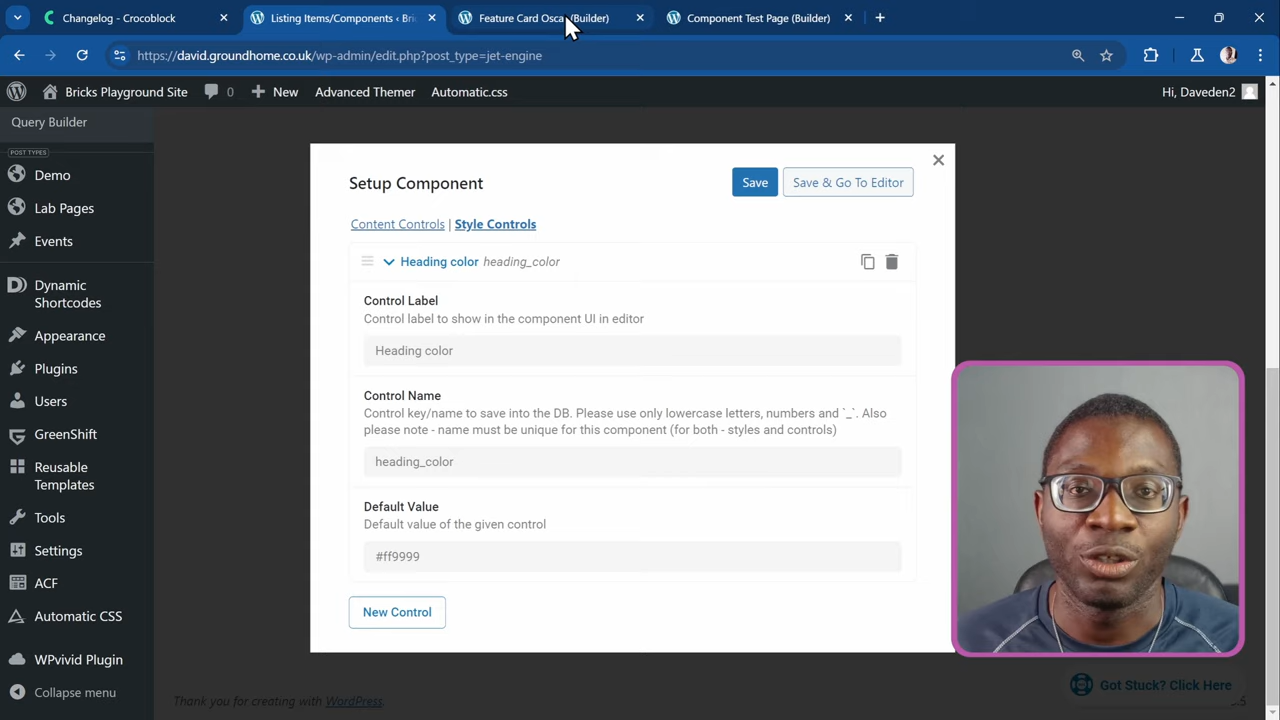 Changelog - Crocoblock
Listing Items/Components ‹ Bric
Feature Card Osca (Builder)
Component Test Page (Builder)
https://david.groundhome.co.uk/wp-admin/edit.php?post_type=jet-engine
Bricks Playground Site
0
New
Advanced Themer
Automatic.css
Hi, Daveden2
Query Builder
POST TYPES
Demo
Lab Pages
Events
Dynamic
Shortcodes
Appearance
Plugins
Users
GreenShift
Reusable
Templates
Tools
Settings
ACF
Automatic CSS
WPvivid Plugin
Collapse menu
Setup Component
Save
Save & Go To Editor
Content Controls | Style Controls
Heading color heading_color
Control Label
Control label to show in the component UI in editor
Heading color
Control Name
Control key/name to save into the DB. Please use only lowercase letters, numbers and `_`. Also
please note - name must be unique for this component (for both - styles and controls)
heading_color
Default Value
Default value of the given control
#ff9999
New Control
Thank you for creating with WordPress.
Got Stuck? Click Here